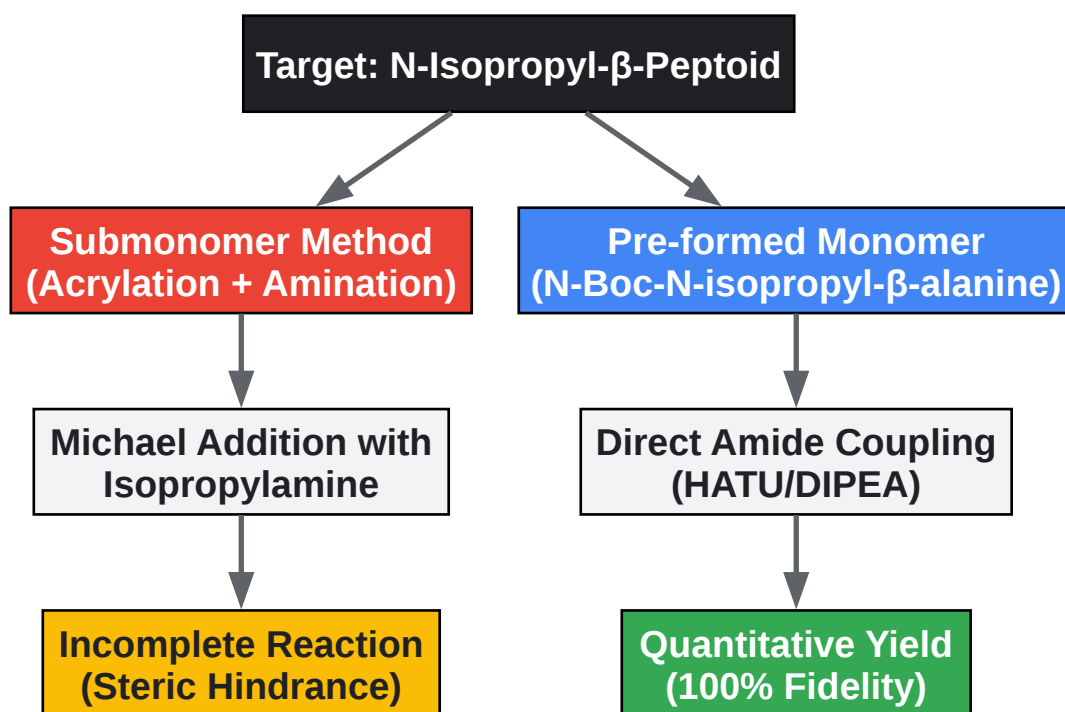 Target: N-Isopropyl-β-Peptoid
Submonomer Method
(Acrylation + Amination)
Pre-formed Monomer
(N-Boc-N-isopropyl-β-alanine)
Michael Addition with
Isopropylamine
Direct Amide Coupling
(HATU/DIPEA)
Incomplete Reaction
(Steric Hindrance)
Quantitative Yield
(100% Fidelity)